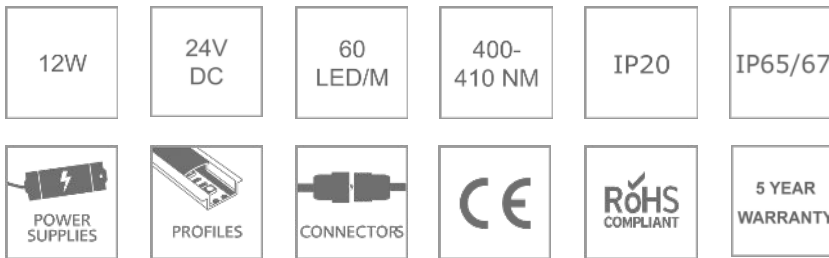 12W
24V
DC
60
LED/M
400-
410 NM
IP20
IP65/67
POWER
SUPPLIES
PROFILES
CONNECTORS
CE
RoHS
COMPLIANT
5 YEAR
WARRANTY